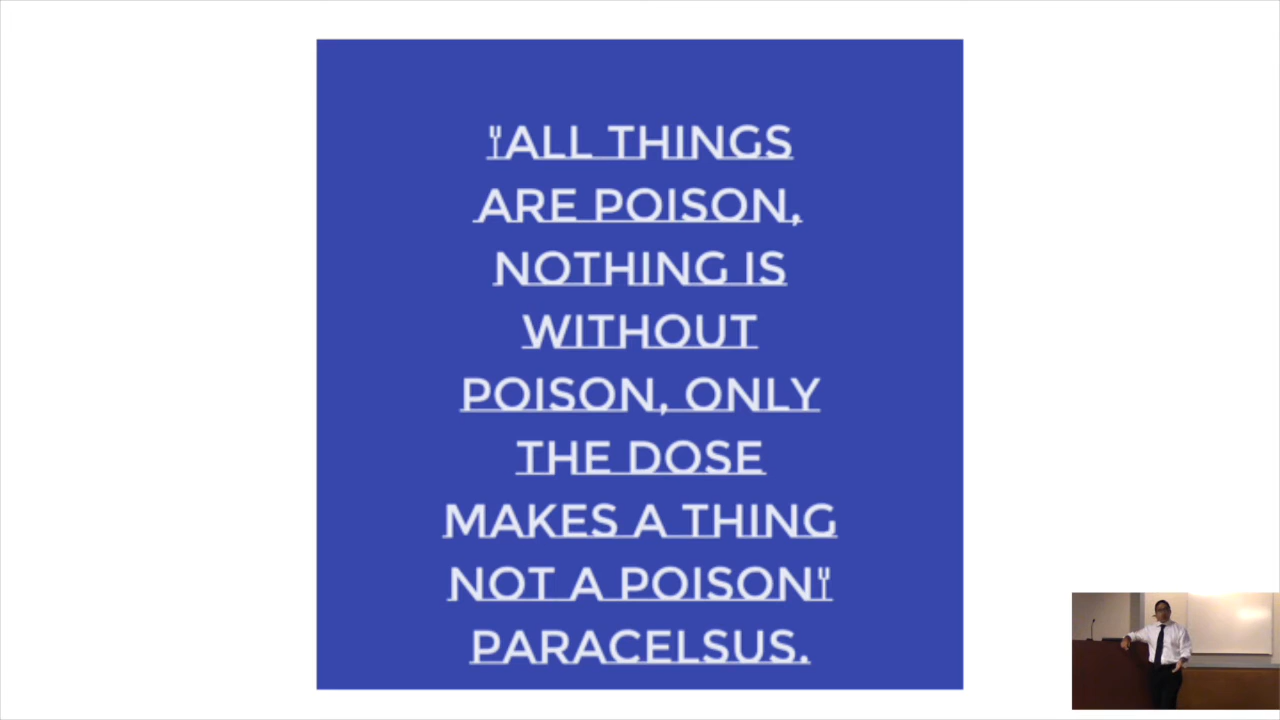 ALL THINGS
ARE POISON,
NOTHING IS
WITHOUT
POISON, ONLY
THE DOSE
MAKES A THING
NOT A POISON
PARACELSUS.